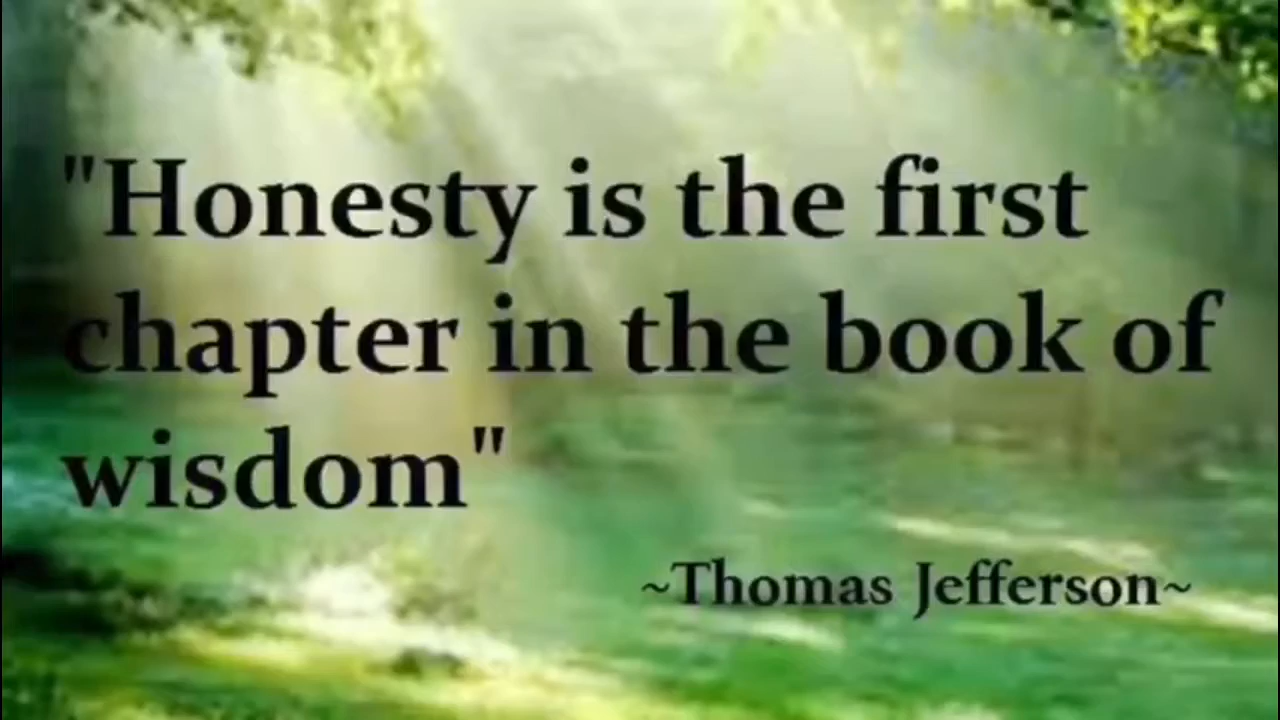 "Honesty is the first
chapter in the book of
wisdom"
~Thomas Jefferson~